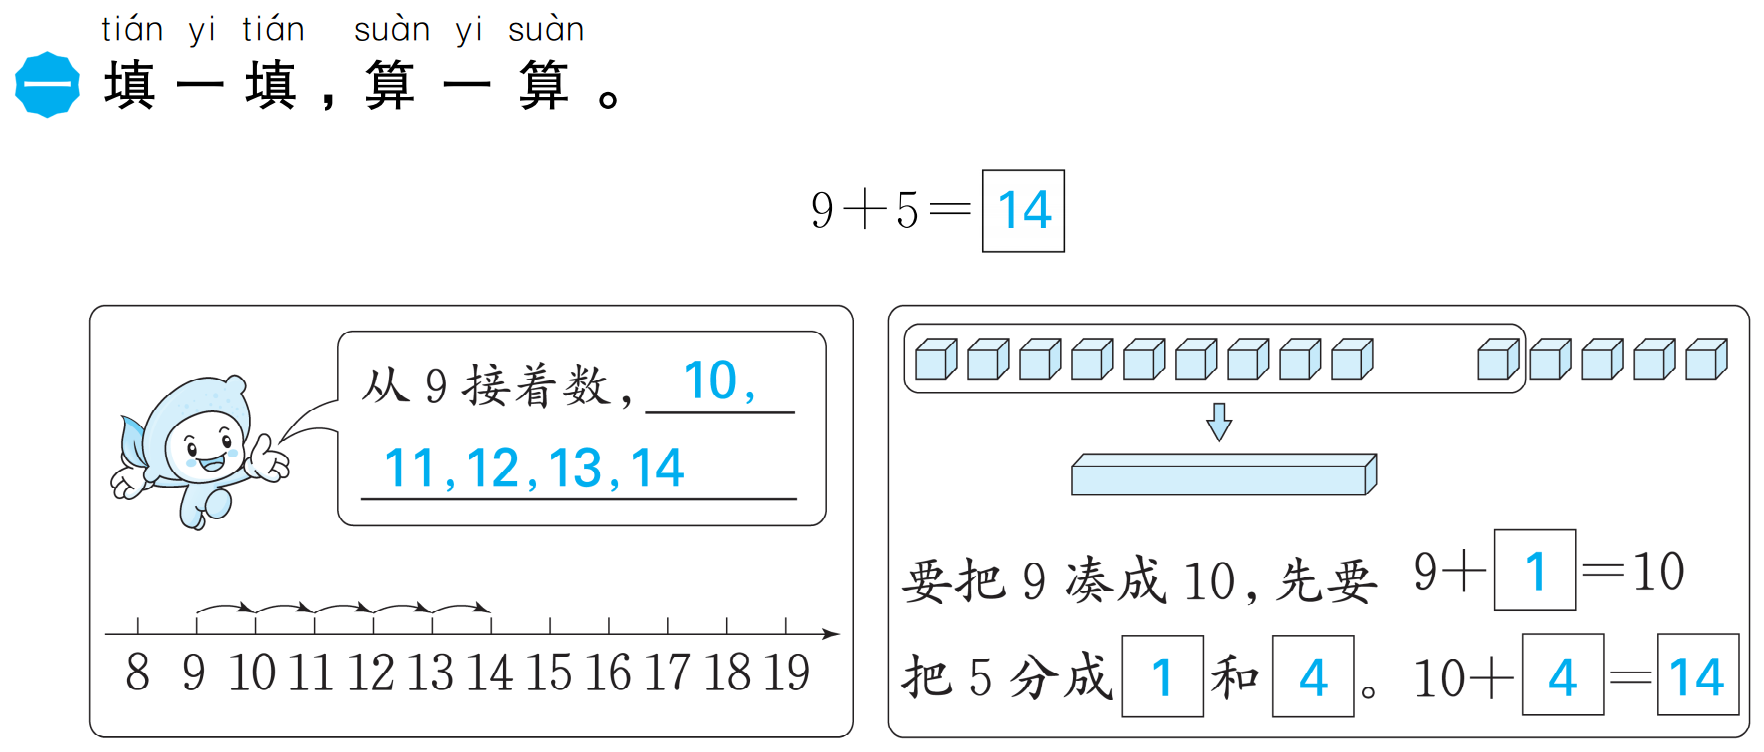 tián yi tián suàn yi suàn
一 填一填,算一算。
9+5=14
从9接着数,10,
11,12,13,14
8 9 10 11 12 13 14 15 16 17 18 19
要把9凑成10,先要
把5分成1和4。
9+1=10
10+4=14